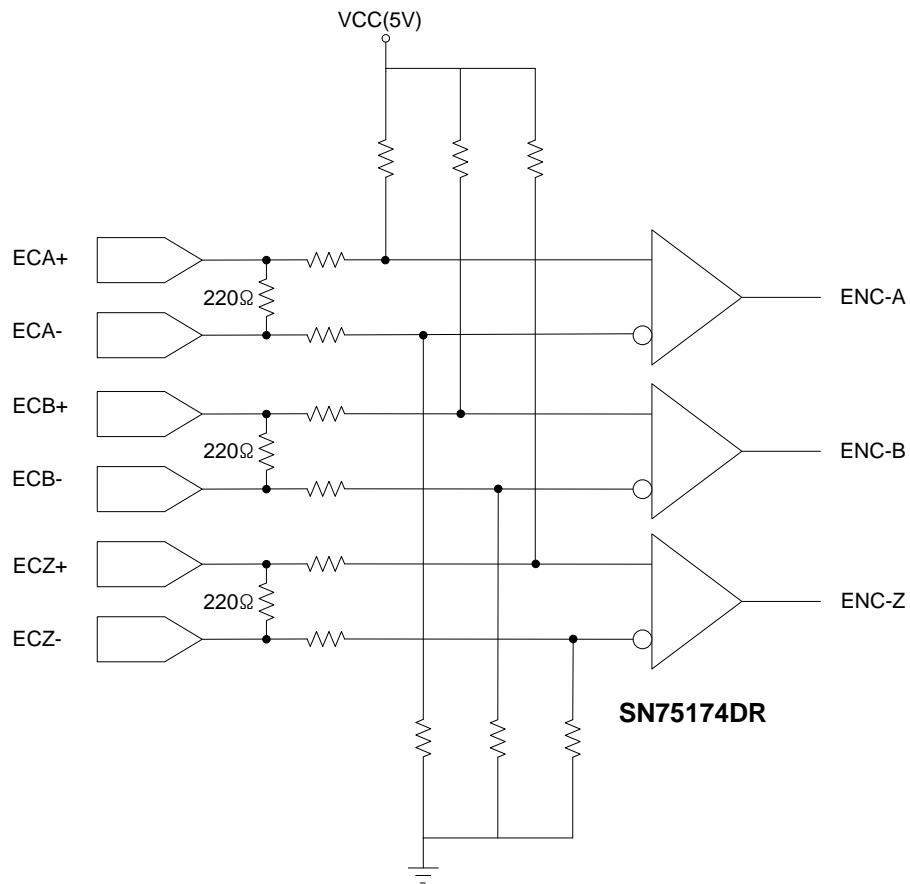 VCC(5V)
ECA+
220Ω
ECA-
ENC-A
ECB+
220Ω
ECB-
ENC-B
ECZ+
220Ω
ECZ-
ENC-Z
SN75174DR